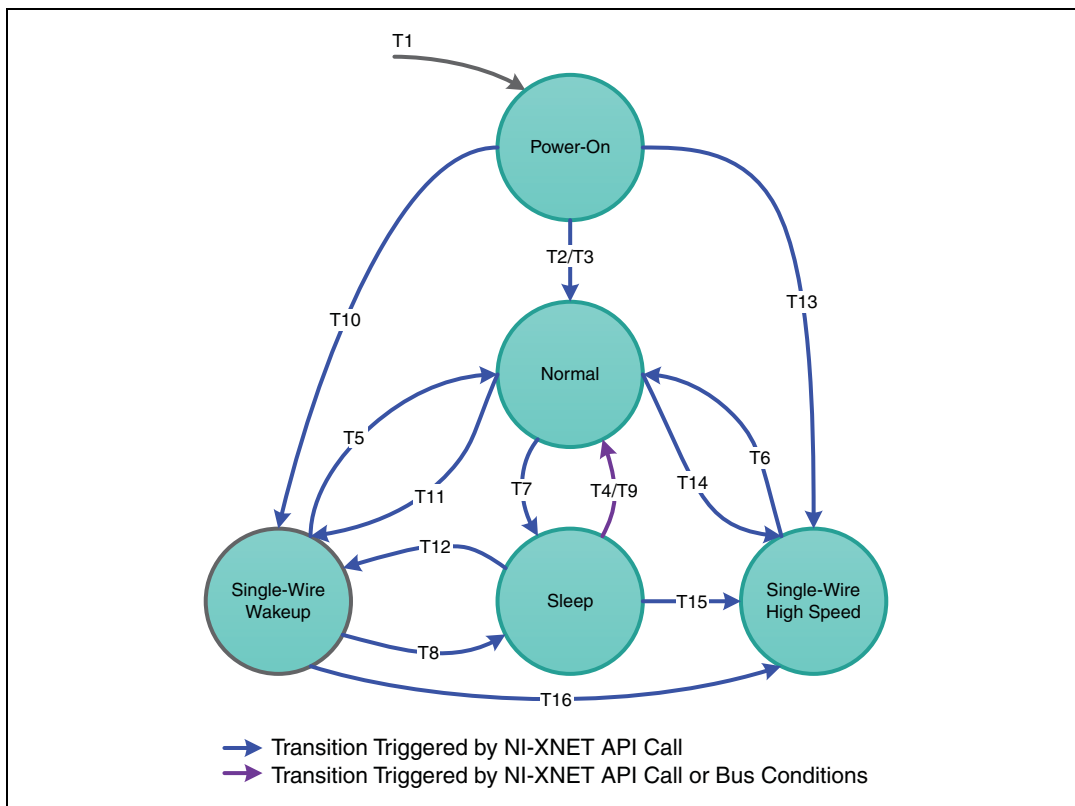 T1
Power-On
T2/T3
T10
T13
Normal
T5
T11
T7
T4/T9
T14
T6
T12
Single-Wire
Wakeup
Sleep
T15
Single-Wire
High Speed
T8
T16
Transition Triggered by NI-XNET API Call
Transition Triggered by NI-XNET API Call or Bus Conditions